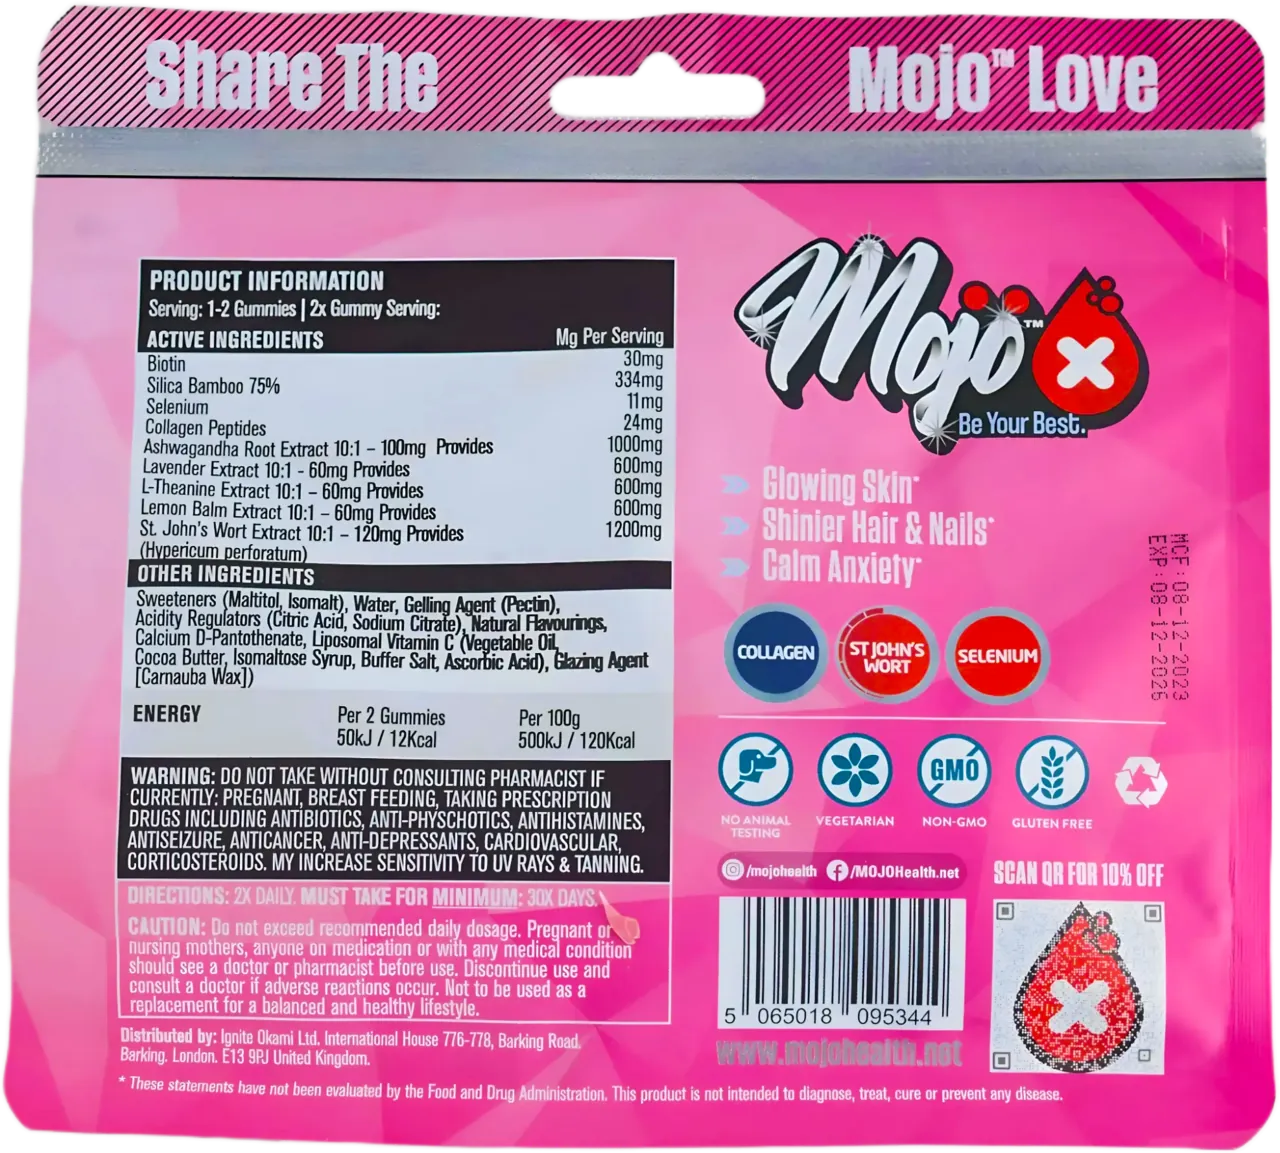 Share The
Mojo™ Love
PRODUCT INFORMATION
Serving: 1-2 Gummies | 2x Gummy Serving:
ACTIVE INGREDIENTS Mg Per Serving
Biotin 30mg
Silica Bamboo 75% 334mg
Selenium 11mg
Collagen Peptides 24mg
Ashwagandha Root Extract 10:1 – 100mg Provides 1000mg
Lavender Extract 10:1 - 60mg Provides 600mg
L-Theanine Extract 10:1 – 60mg Provides 600mg
Lemon Balm Extract 10:1 – 60mg Provides 600mg
St. John's Wort Extract 10:1 – 120mg Provides 1200mg
(Hypericum perforatum)
OTHER INGREDIENTS
Sweeteners (Maltitol, Isomalt), Water, Gelling Agent (Pectin),
Acidity Regulators (Citric Acid, Sodium Citrate), Natural Flavourings,
Calcium D-Pantothenate, Liposomal Vitamin C (Vegetable Oil,
Cocoa Butter, Isomaltose Syrup, Buffer Salt, Ascorbic Acid), Glazing Agent
[Carnauba Wax])
ENERGY Per 2 Gummies Per 100g
50kJ / 12Kcal 500kJ / 120Kcal
WARNING: DO NOT TAKE WITHOUT CONSULTING PHARMACIST IF
CURRENTLY: PREGNANT, BREAST FEEDING, TAKING PRESCRIPTION
DRUGS INCLUDING ANTIBIOTICS, ANTI-PHYSCHOTICS, ANTIHISTAMINES,
ANTISEIZURE, ANTICANCER, ANTI-DEPRESSANTS, CARDIOVASCULAR,
CORTICOSTEROIDS. MY INCREASE SENSITIVITY TO UV RAYS & TANNING.
DIRECTIONS: 2X DAILY. MUST TAKE FOR MINIMUM: 30X DAYS.
CAUTION: Do not exceed recommended daily dosage. Pregnant or
nursing mothers, anyone on medication or with any medical condition
should see a doctor or pharmacist before use. Discontinue use and
consult a doctor if adverse reactions occur. Not to be used as a
replacement for a balanced and healthy lifestyle.
Distributed by: Ignite Okami Ltd. International House 776-778, Barking Road,
Barking. London. E13 9PJ United Kingdom.
* These statements have not been evaluated by the Food and Drug Administration. This product is not intended to diagnose, treat, cure or prevent any disease.
Mojo™
Be Your Best.
Glowing Skin*
Shinier Hair & Nails*
Calm Anxiety*
MCF:08-12-2023
EXP:08-12-2026
COLLAGEN
ST JOHN'S
WORT
SELENIUM
NO ANIMAL
TESTING
VEGETARIAN
GMO
NON-GMO
GLUTEN FREE
/mojohealth /MOJOHealth.net
SCAN QR FOR 10% OFF
5 065018 095344
www.mojohealth.net